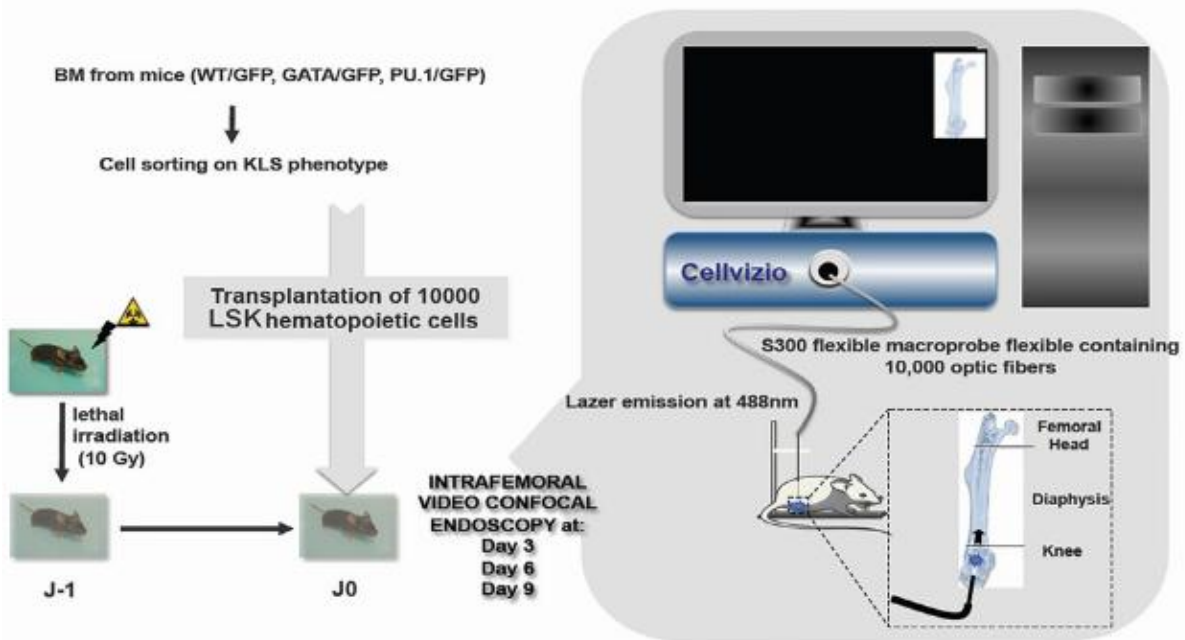 BM from mice (WT/GFP, GATA/GFP, PU.1/GFP)
Cell sorting on KLS phenotype
Transplantation of 10000
LSK hematopoietic cells
lethal
irradiation
(10 Gy)
J-1
J0
INTRAFEMORAL
VIDEO CONFOCAL
ENDOSCOPY at:
Day 3
Day 6
Day 9
Cellvizio
S300 flexible macroprobe flexible containing
10,000 optic fibers
Lazer emission at 488nm
Femoral
Head
Diaphysis
Knee